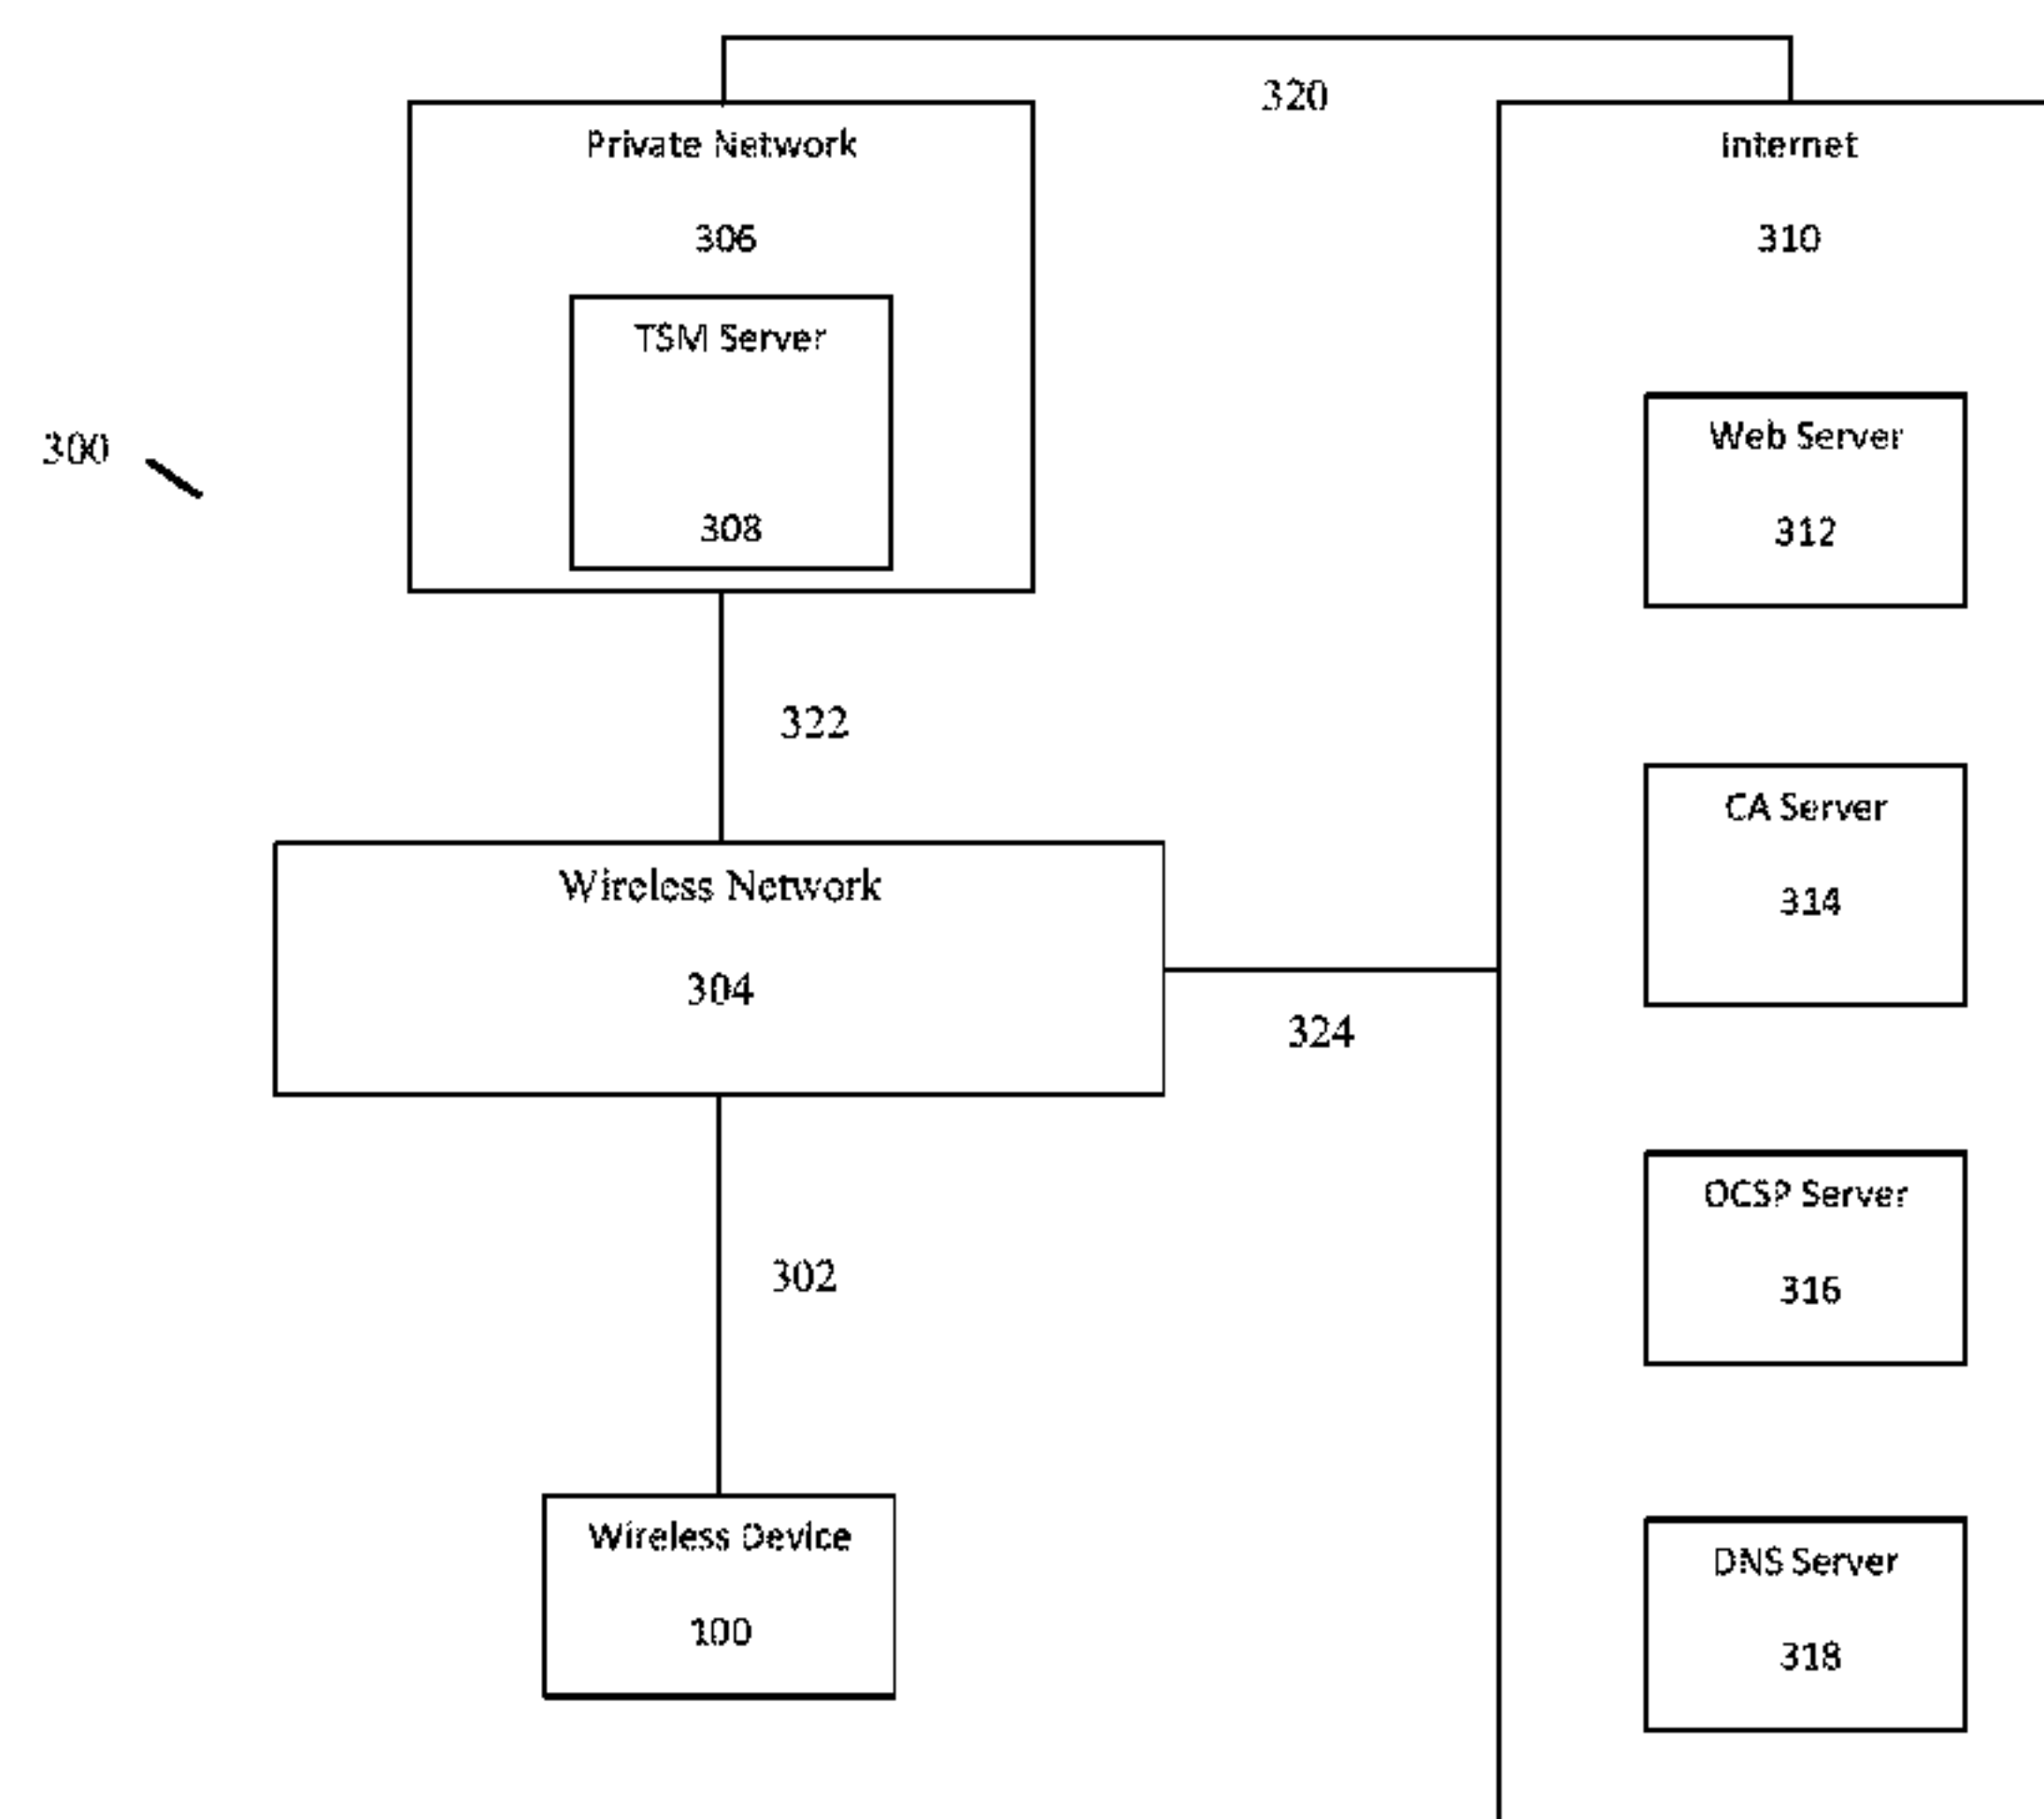 320
Private Network
306
TSM Server
308
Internet
310
Web Server
312
300
322
CA Server
314
Wireless Network
304
324
OCSP Server
316
302
Wireless Device
100
DNS Server
318